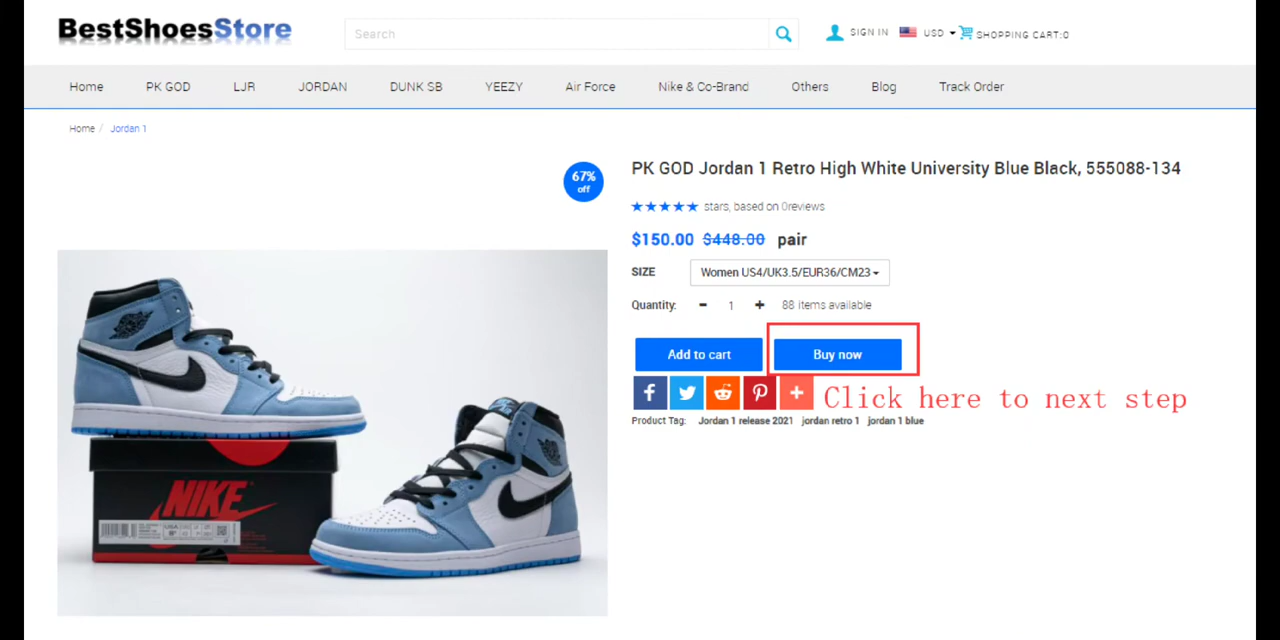 BestShoesStore
Search
SIGN IN USD SHOPPING CART:0
Home PK GOD LJR JORDAN DUNK SB YEEZY Air Force Nike & Co-Brand Others Blog Track Order
Home / Jordan 1
67%
off
PK GOD Jordan 1 Retro High White University Blue Black, 555088-134
stars, based on 0reviews
$150.00 $448.00 pair
SIZE Women US4/UK3.5/EUR36/CM23
Quantity: - 1 + 88 items available
Add to cart Buy now
Click here to next step
Product Tag: Jordan 1 release 2021 jordan retro 1 jordan 1 blue
NIKE